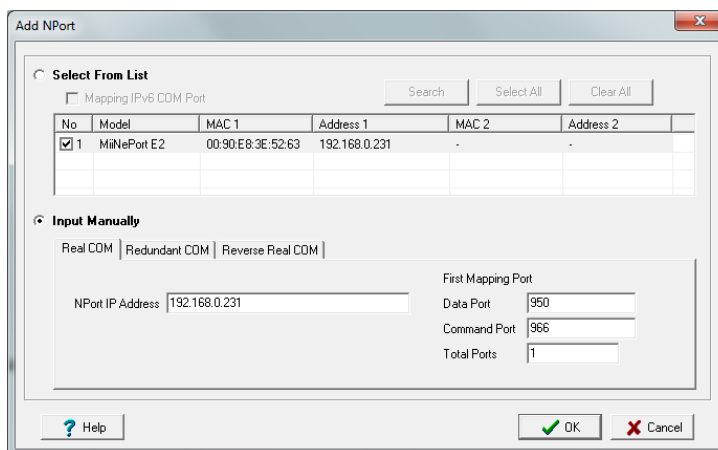 Add NPort
Select From List
Mapping IPv6 COM Port
Search Select All Clear All
No Model MAC 1 Address 1 MAC 2 Address 2
1 MiiNePort E2 00:90:E8:3E:52:63 192.168.0.231 - -
Input Manually
Real COM Redundant COM Reverse Real COM
First Mapping Port
NPort IP Address 192.168.0.231 Data Port 950
Command Port 966
Total Ports 1
? Help OK Cancel